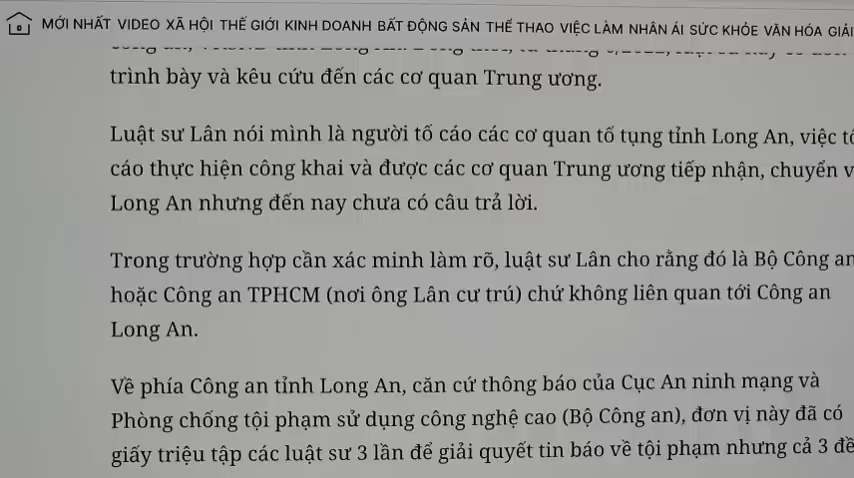 MỚI NHẤT VIDEO XÃ HỘI THẾ GIỚI KINH DOANH BẤT ĐỘNG SẢN THỂ THAO VIỆC LÀM NHÂN ÁI SỨC KHỎE VĂN HÓA GIẢI
trình bày và kêu cứu đến các cơ quan Trung ương.
Luật sư Lân nói mình là người tố cáo các cơ quan tố tụng tỉnh Long An, việc tố
cáo thực hiện công khai và được các cơ quan Trung ương tiếp nhận, chuyển v
Long An nhưng đến nay chưa có câu trả lời.
Trong trường hợp cần xác minh làm rõ, luật sư Lân cho rằng đó là Bộ Công an
hoặc Công an TPHCM (nơi ông Lân cư trú) chứ không liên quan tới Công an
Long An.
Về phía Công an tỉnh Long An, căn cứ thông báo của Cục An ninh mạng và
Phòng chống tội phạm sử dụng công nghệ cao (Bộ Công an), đơn vị này đã có
giấy triệu tập các luật sư 3 lần để giải quyết tin báo về tội phạm nhưng cả 3 đề